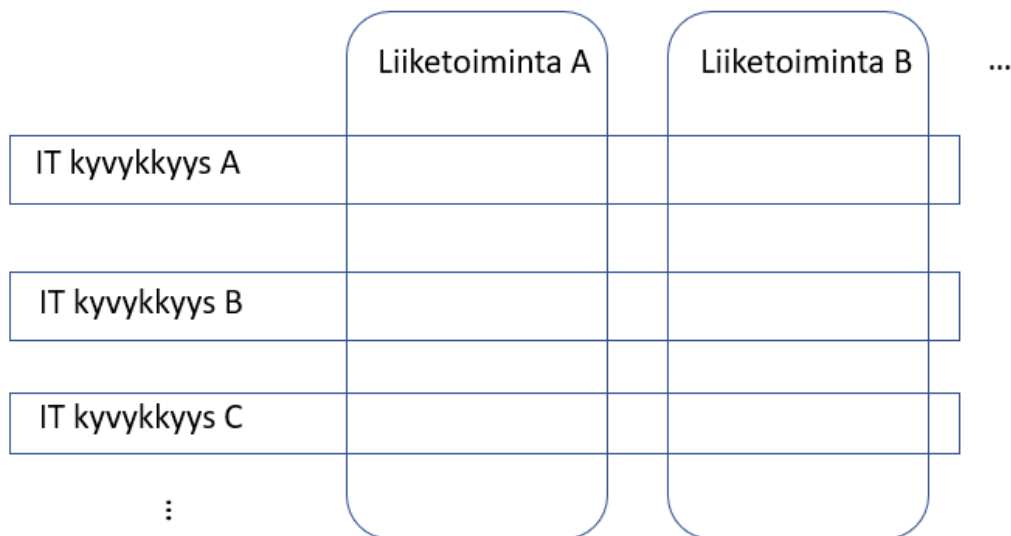 Liiketoiminta A
Liiketoiminta B
...
IT kyvykkyys A
IT kyvykkyys B
IT kyvykkyys C
...